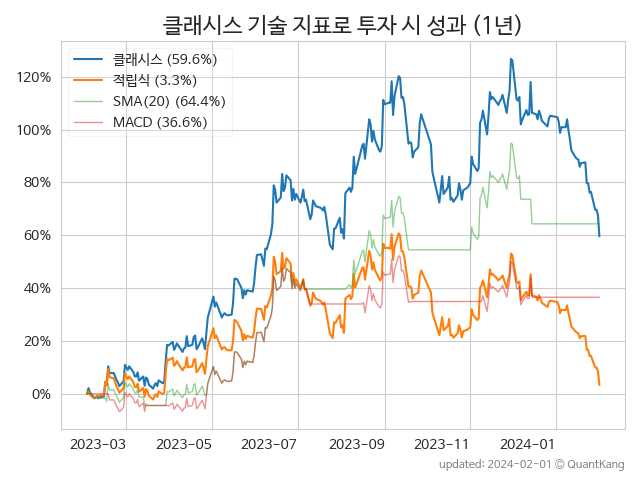 클래시스 기술 지표로 투자 시 성과 (1년)
클래시스 (59.6%)
적립식 (3.3%)
SMA(20) (64.4%)
MACD (36.6%)
120%
100%
80%
60%
40%
20%
0%
2023-03 2023-05 2023-07 2023-09 2023-11 2024-01
updated: 2024-02-01 © QuantKang